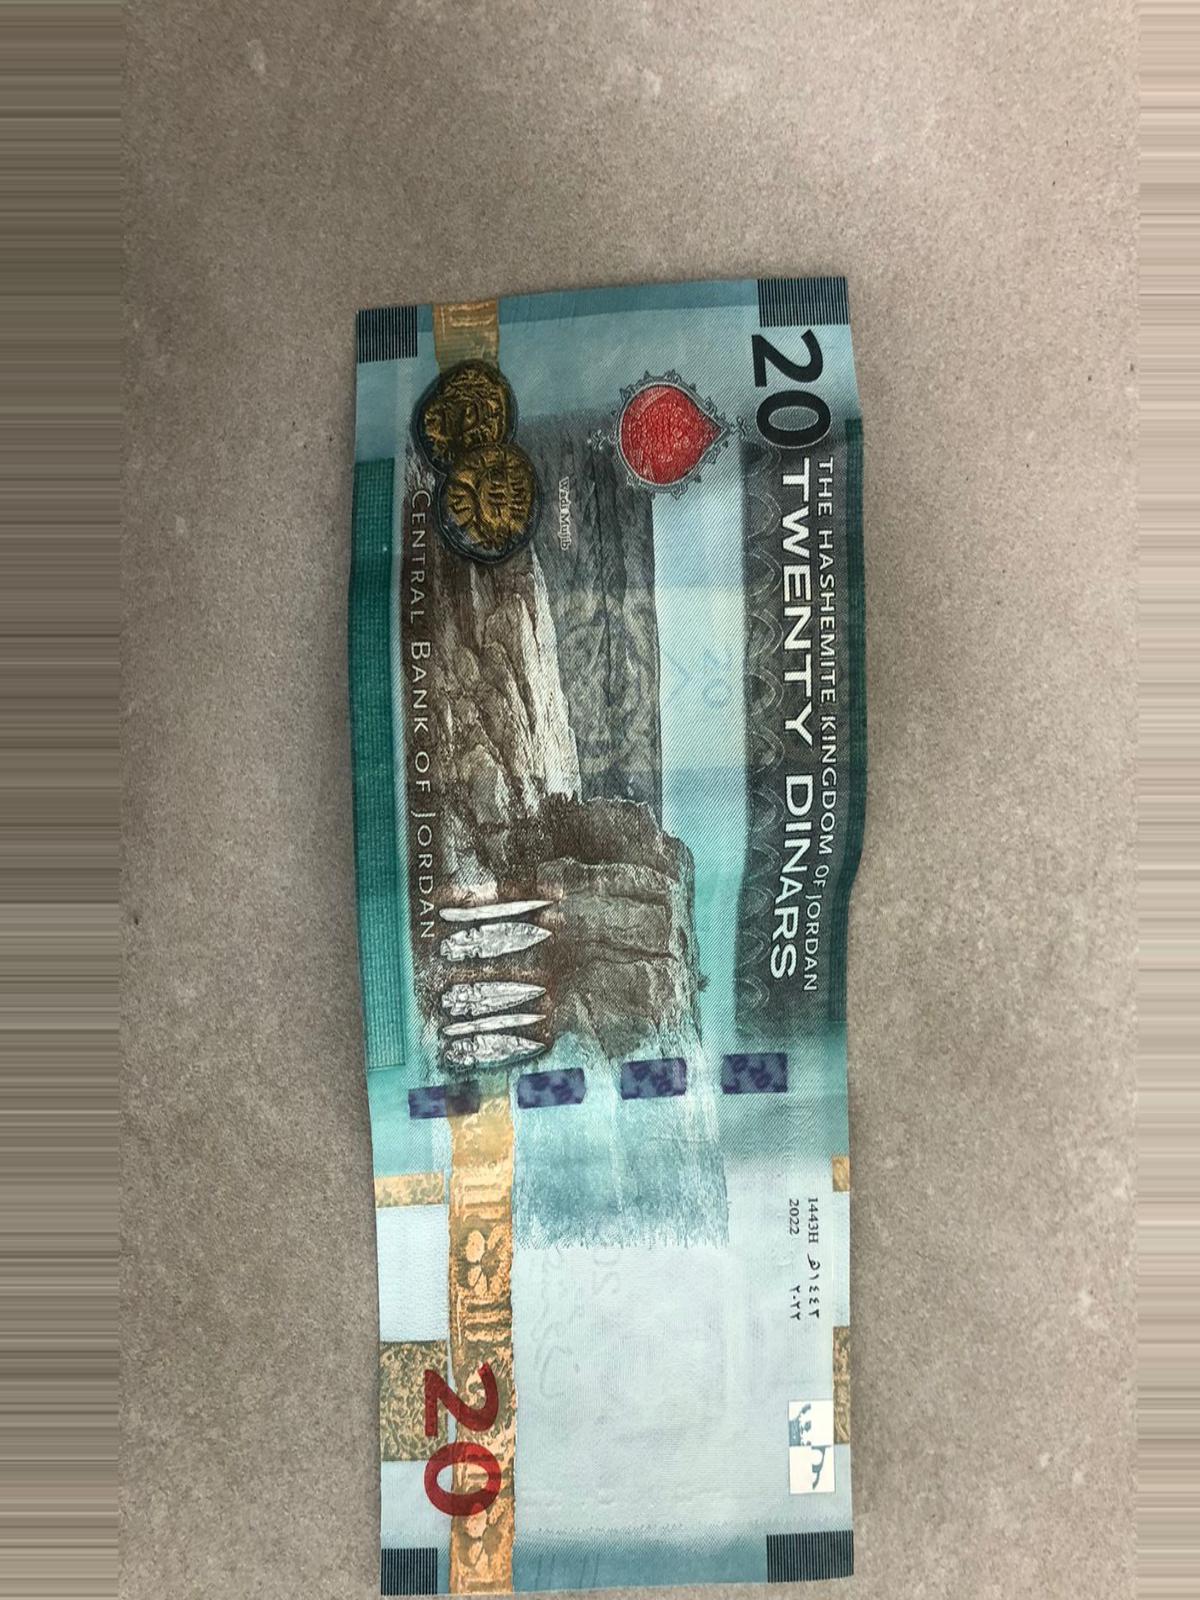 THE HASHEMITE KINGDOM OF JORDAN
20 TWENTY DINARS
1443H ١٤٤٣هـ
2022 ٢٠٢٢
20
Wadi Mujib
CENTRAL BANK OF JORDAN
20